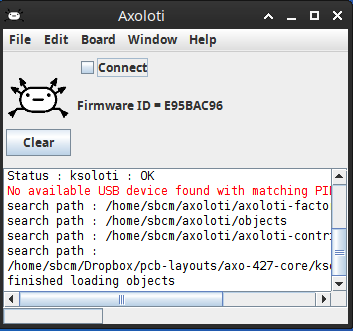 Axoloti
File Edit Board Window Help
Connect
Firmware ID = E95BAC96
Clear
Status : ksoloti : OK
No available USB device found with matching PI
search path : /home/sbcm/axoloti/axoloti-facto
search path : /home/sbcm/axoloti/objects
search path : /home/sbcm/axoloti/axoloti-contri
search path :
/home/sbcm/Dropbox/pcb-layouts/axo-427-core/kso
finished loading objects